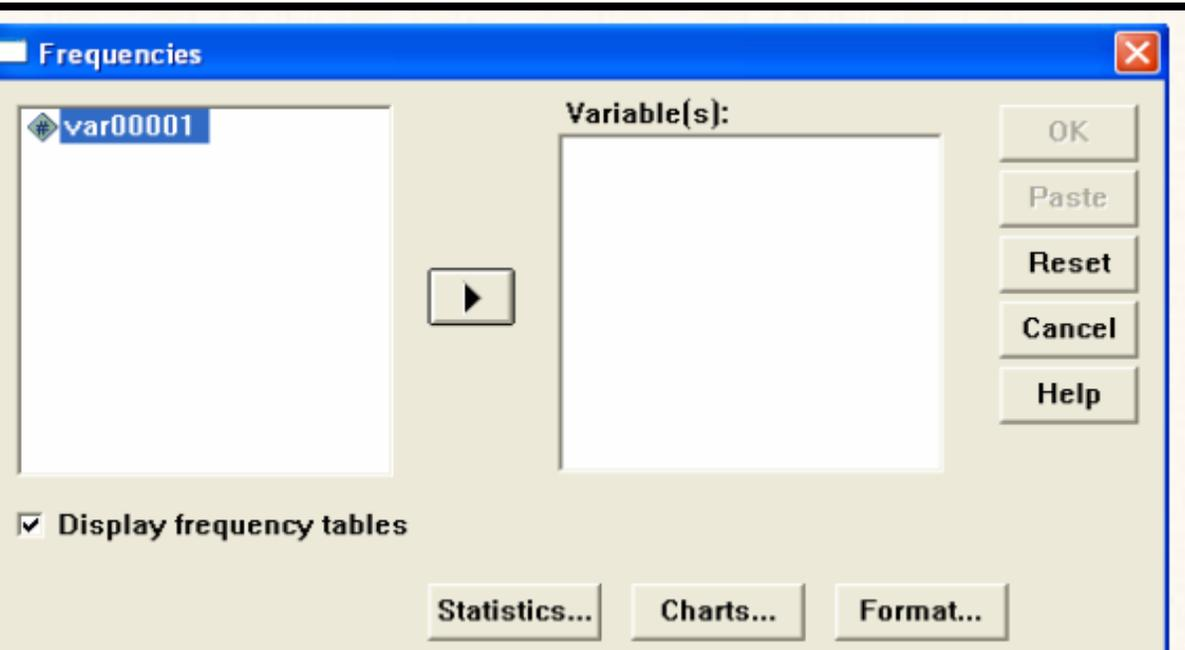 Frequencies
var00001
Variable(s):
OK
Paste
Reset
Cancel
Help
Display frequency tables
Statistics...
Charts...
Format...